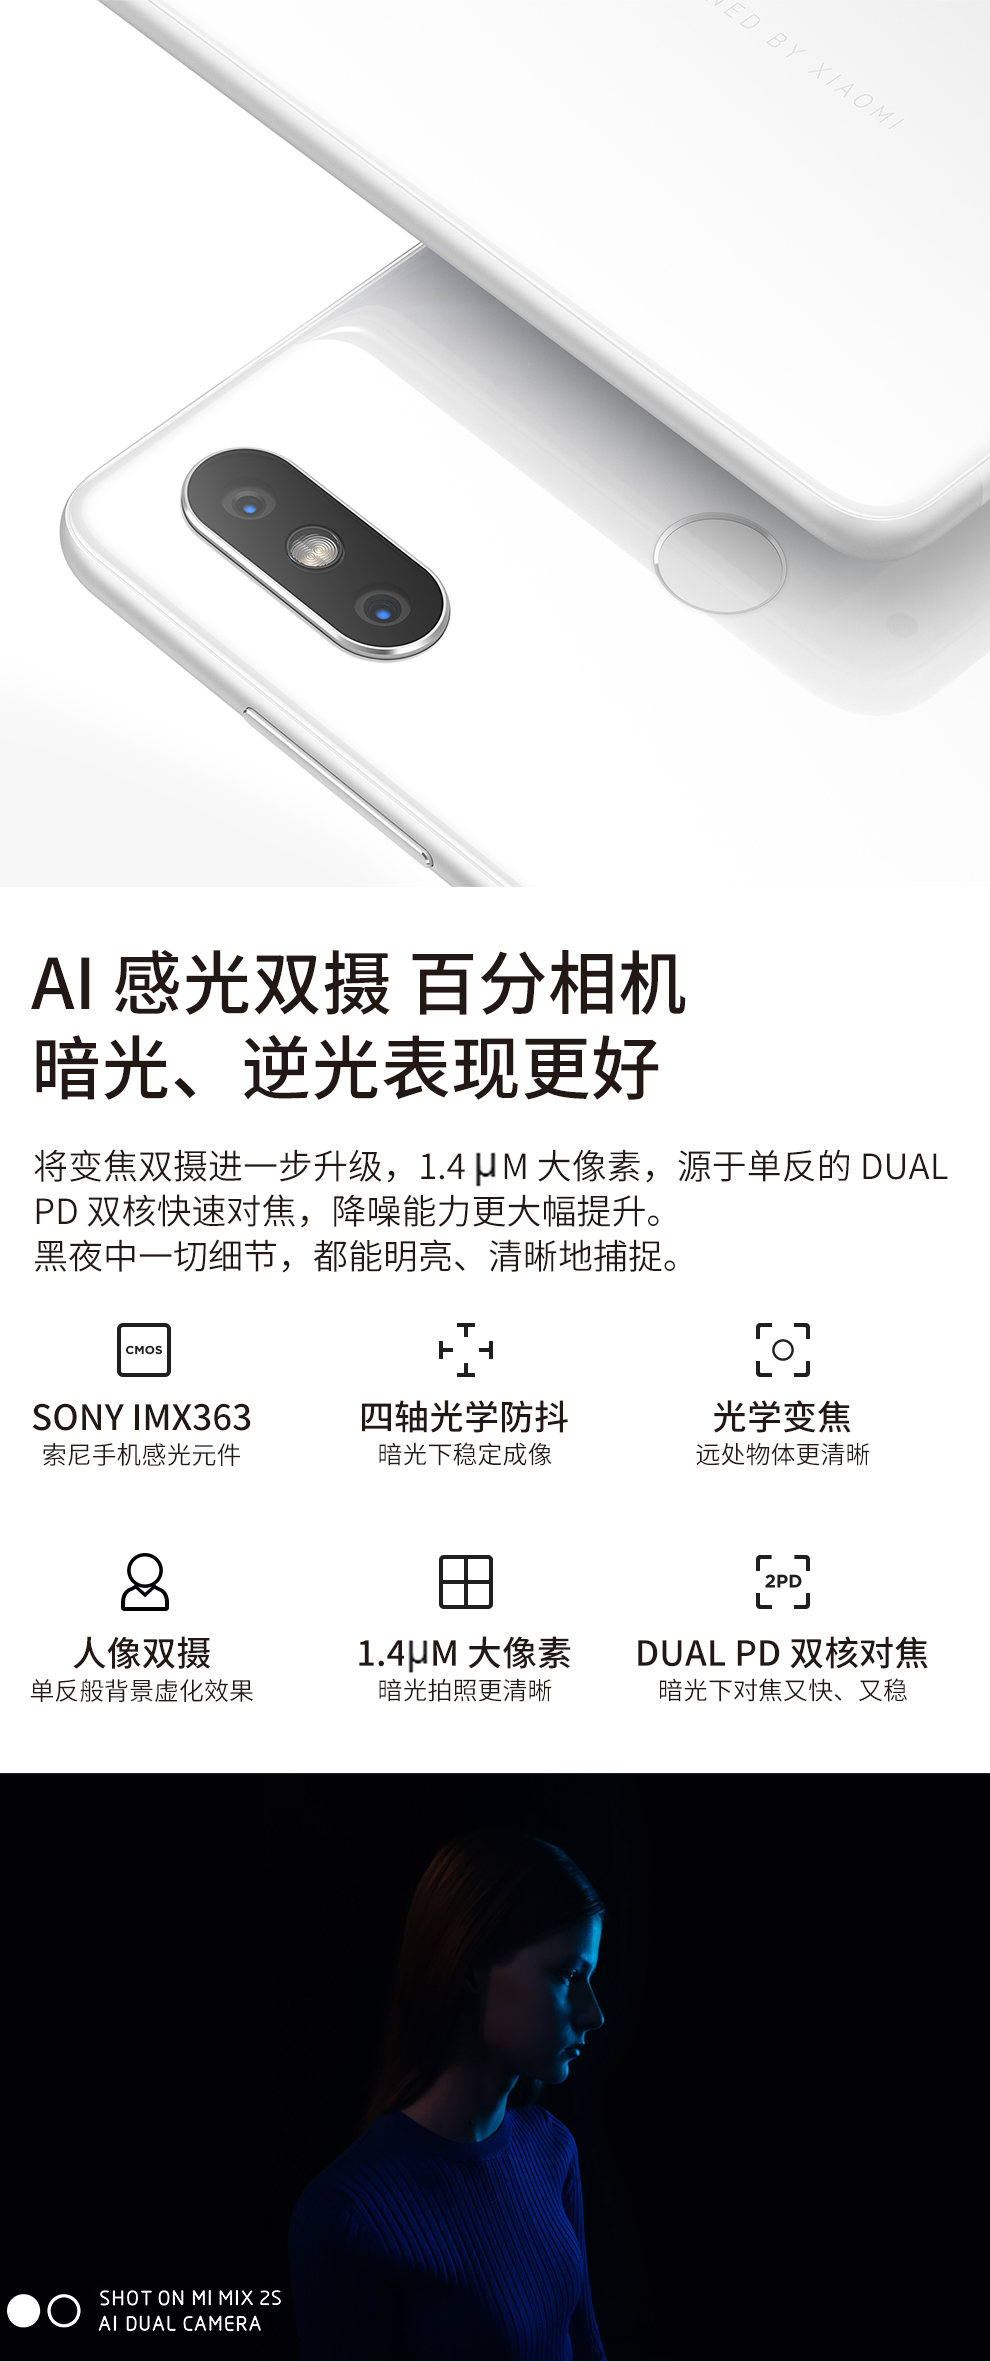 BY XIAOMI
AI 感光双摄 百分相机
暗光、逆光表现更好
将变焦双摄进一步升级，1.4 μM 大像素，源于单反的 DUAL
PD 双核快速对焦，降噪能力更大幅提升。
黑夜中一切细节，都能明亮、清晰地捕捉。
CMOS
SONY IMX363
索尼手机感光元件
四轴光学防抖
暗光下稳定成像
光学变焦
远处物体更清晰
人像双摄
单反般背景虚化效果
1.4μM 大像素
暗光拍照更清晰
2PD
DUAL PD 双核对焦
暗光下对焦又快、又稳
SHOT ON MI MIX 2S
AI DUAL CAMERA